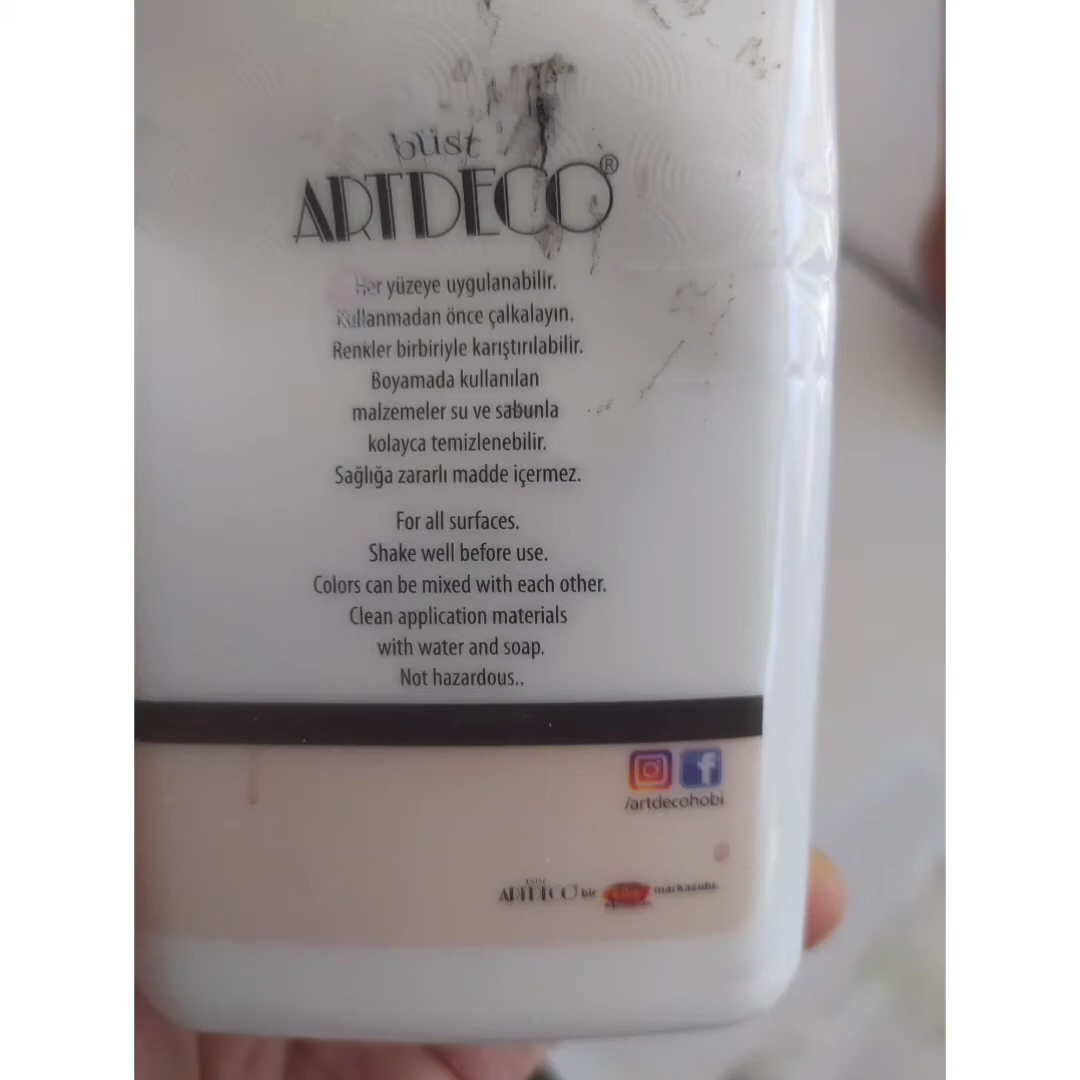 büst
ARTDECO®
Her yüzeye uygulanabilir.
Kullanmadan önce çalkalayın.
Renkler birbiriyle karıştırılabilir.
Boyamada kullanılan
malzemeler su ve sabunla
kolayca temizlenebilir.
Sağlığa zararlı madde içermez.
For all surfaces.
Shake well before use.
Colors can be mixed with each other.
Clean application materials
with water and soap.
Not hazardous..
/artdecohobi
ARTDECO bir markasıdır.